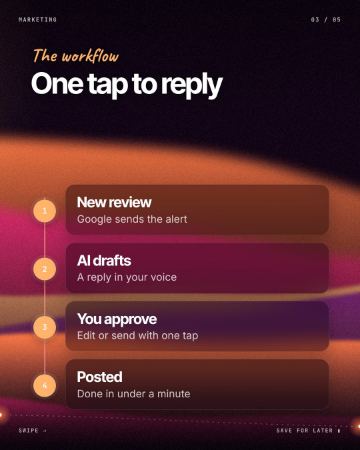 MARKETING
03 / 05
The workflow
One tap to reply
1
New review
Google sends the alert
2
AI drafts
A reply in your voice
3
You approve
Edit or send with one tap
4
Posted
Done in under a minute
SWIPE →
SAVE FOR LATER